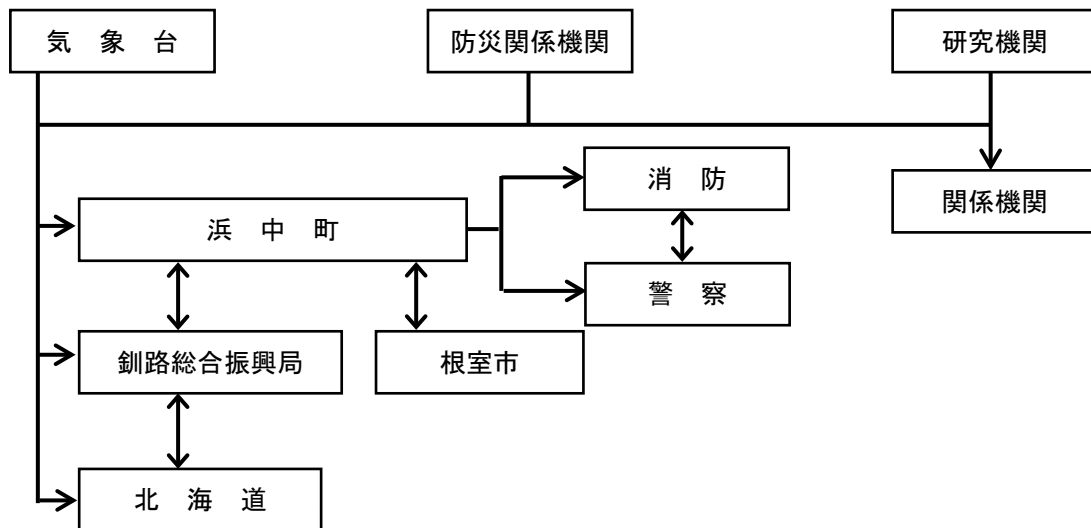 気 象 台
防災関係機関
研究機関
消 防
関係機関
浜 中 町
警 察
釧路総合振興局
根室市
北 海 道